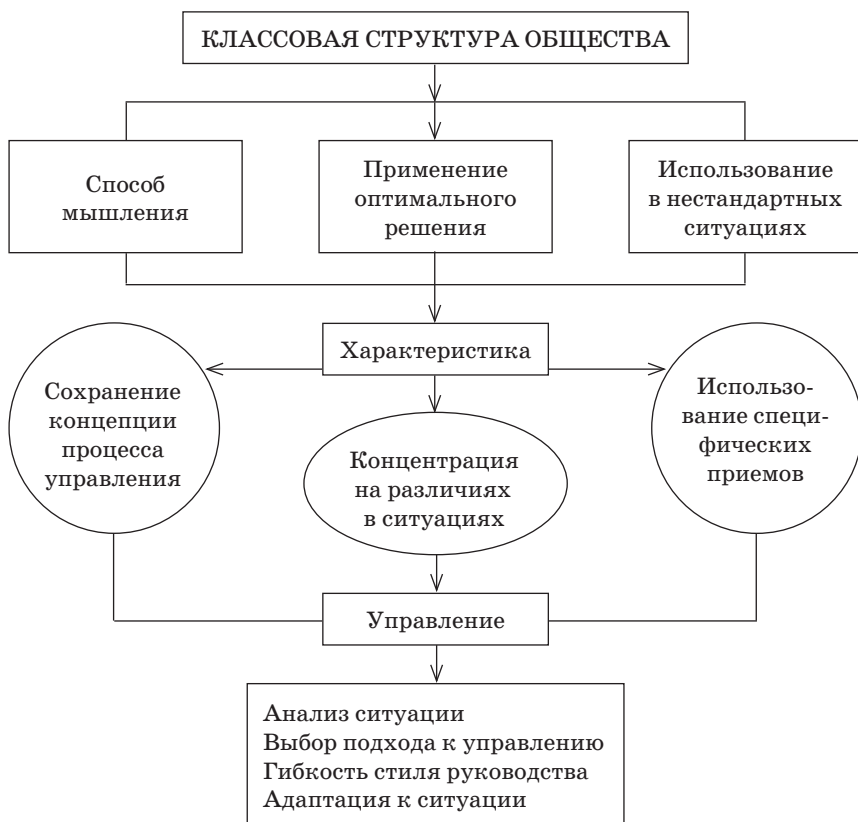 КЛАССОВАЯ СТРУКТУРА ОБЩЕСТВА
Способ
мышления
Применение
оптимального
решения
Использование
в нестандартных
ситуациях
Характеристика
Сохранение
концепции
процесса
управления
Концентрация
на различиях
в ситуациях
Использо-
вание специ-
фических
приемов
Управление
Анализ ситуации
Выбор подхода к управлению
Гибкость стиля руководства
Адаптация к ситуации